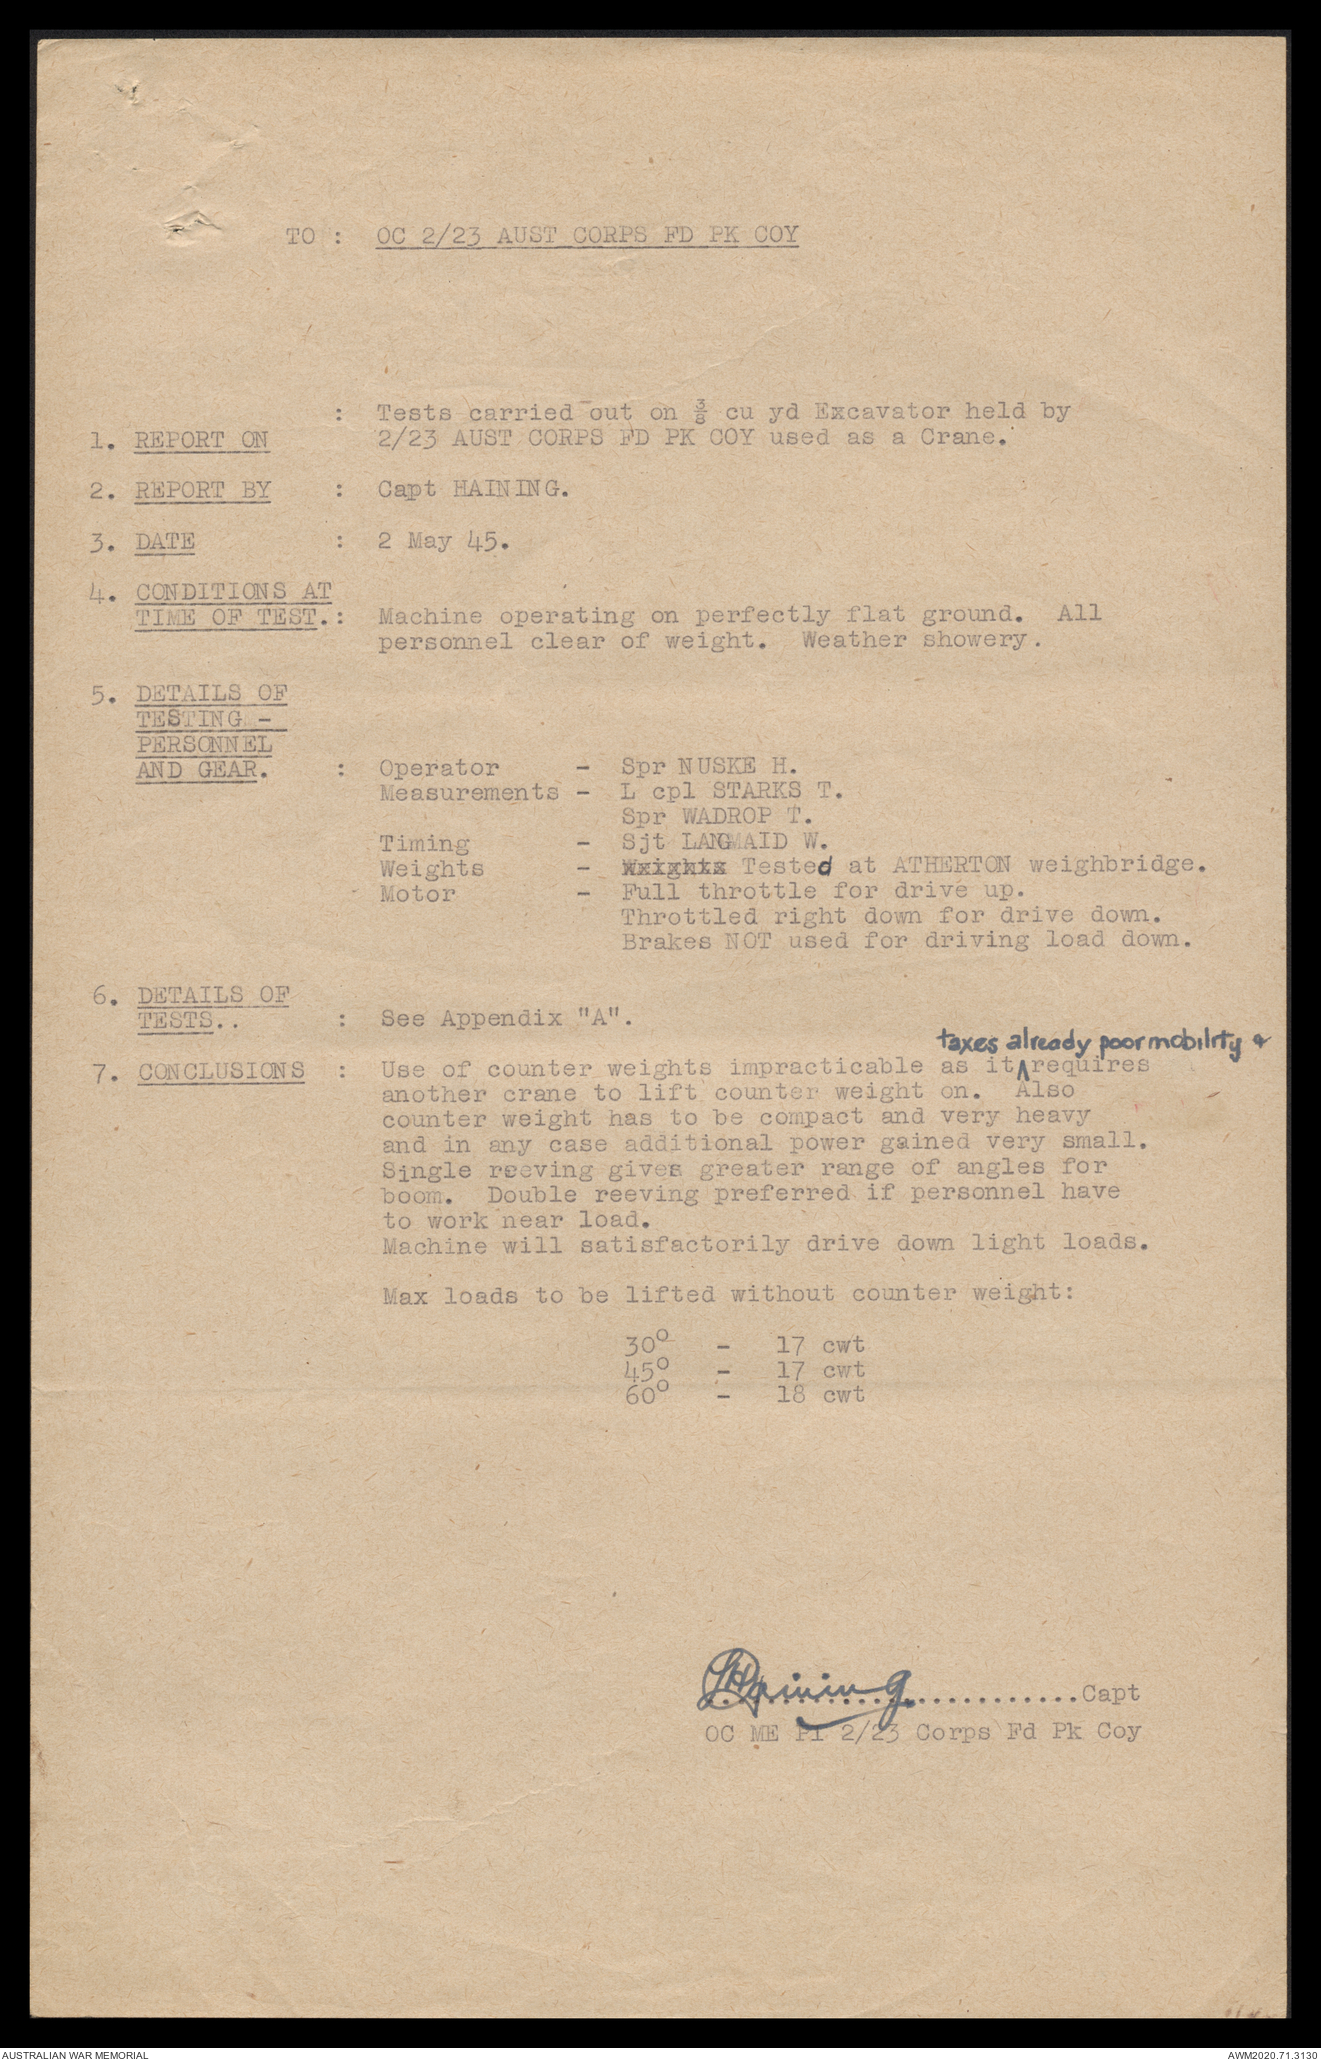 TO : OC 2/23 AUST CORPS FD PK COY
1. REPORT ON : Tests carried out on ⅜ cu yd Excavator held by
2/23 AUST CORPS FD PK COY used as a Crane.
2. REPORT BY : Capt HAINING.
3. DATE : 2 May 45.
4. CONDITIONS AT
TIME OF TEST.: Machine operating on perfectly flat ground. All
personnel clear of weight. Weather showery.
5. DETAILS OF
TESTING -
PERSONNEL
AND GEAR. : Operator - Spr NUSKE H.
Measurements - L cpl STARKS T.
Spr WADROP T.
Timing - Sjt LANGMAID W.
Weights - Weights Tested at ATHERTON weighbridge.
Motor - Full throttle for drive up.
Throttled right down for drive down.
Brakes NOT used for driving load down.
6. DETAILS OF
TESTS.. : See Appendix "A".
taxes already poor mobility &
7. CONCLUSIONS : Use of counter weights impracticable as it requires
another crane to lift counter weight on. Also
counter weight has to be compact and very heavy
and in any case additional power gained very small.
Single reeving gives greater range of angles for
boom. Double reeving preferred if personnel have
to work near load.
Machine will satisfactorily drive down light loads.
Max loads to be lifted without counter weight:
30° - 17 cwt
45° - 17 cwt
60° - 18 cwt
Haining ........................Capt
OC ME Pl 2/23 Corps Fd Pk Coy
AUSTRALIAN WAR MEMORIAL
AWM2020.71.3130